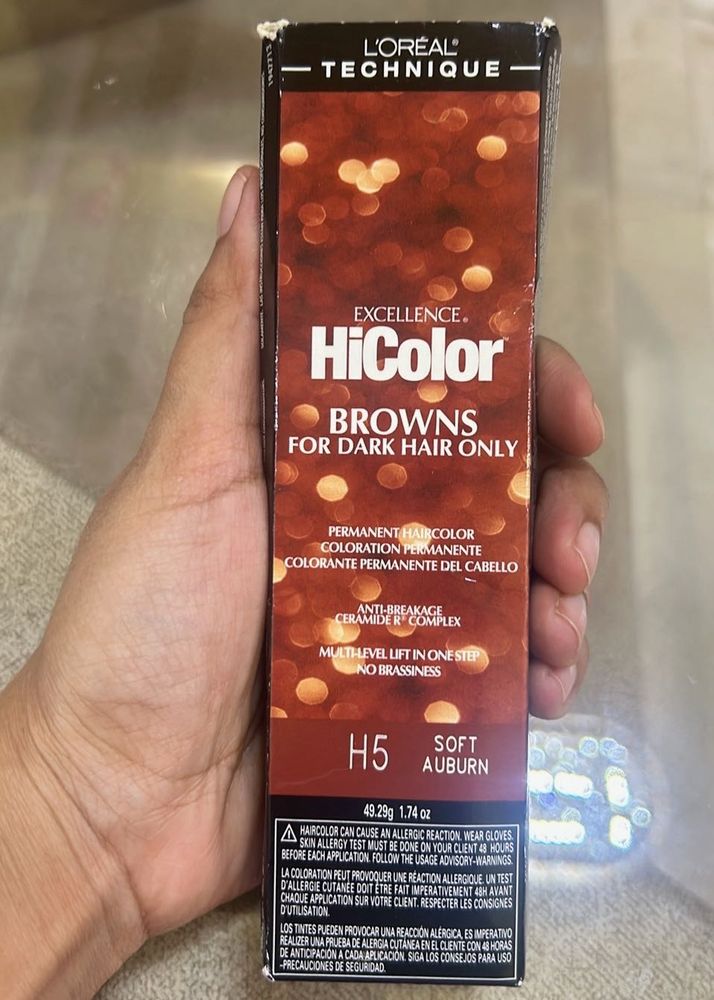 L'ORÉAL®
TECHNIQUE
EXCELLENCE®
HiColor™
BROWNS
FOR DARK HAIR ONLY
PERMANENT HAIRCOLOR
COLORATION PERMANENTE
COLORANTE PERMANENTE DEL CABELLO
ANTI-BREAKAGE
CERAMIDE R® COMPLEX
MULTI-LEVEL LIFT IN ONE STEP
NO BRASSINESS
H5 SOFT
AUBURN
49.29g 1.74 oz
HAIRCOLOR CAN CAUSE AN ALLERGIC REACTION. WEAR GLOVES.
SKIN ALLERGY TEST MUST BE DONE ON YOUR CLIENT 48 HOURS
BEFORE EACH APPLICATION. FOLLOW THE USAGE ADVISORY-WARNINGS.
LA COLORATION PEUT PROVOQUER UNE RÉACTION ALLERGIQUE. UN TEST
D'ALLERGIE CUTANÉE DOIT ÊTRE FAIT IMPERATIVEMENT 48H AVANT
CHAQUE APPLICATION SUR VOTRE CLIENT. RESPECTER LES CONSIGNES
D'UTILISATION.
LOS TINTES PUEDEN PROVOCAR UNA REACCIÓN ALÉRGICA, ES IMPERATIVO
REALIZER UNA PRUEBA DE ALERGIA CUTÁNEA EN EL CLIENTE CON 48 HORAS
DE ANTICIPACIÓN A CADA APLICACIÓN. SIGA LOS CONSEJOS PARA USO
-PRECAUCIONES DE SEGURIDAD.